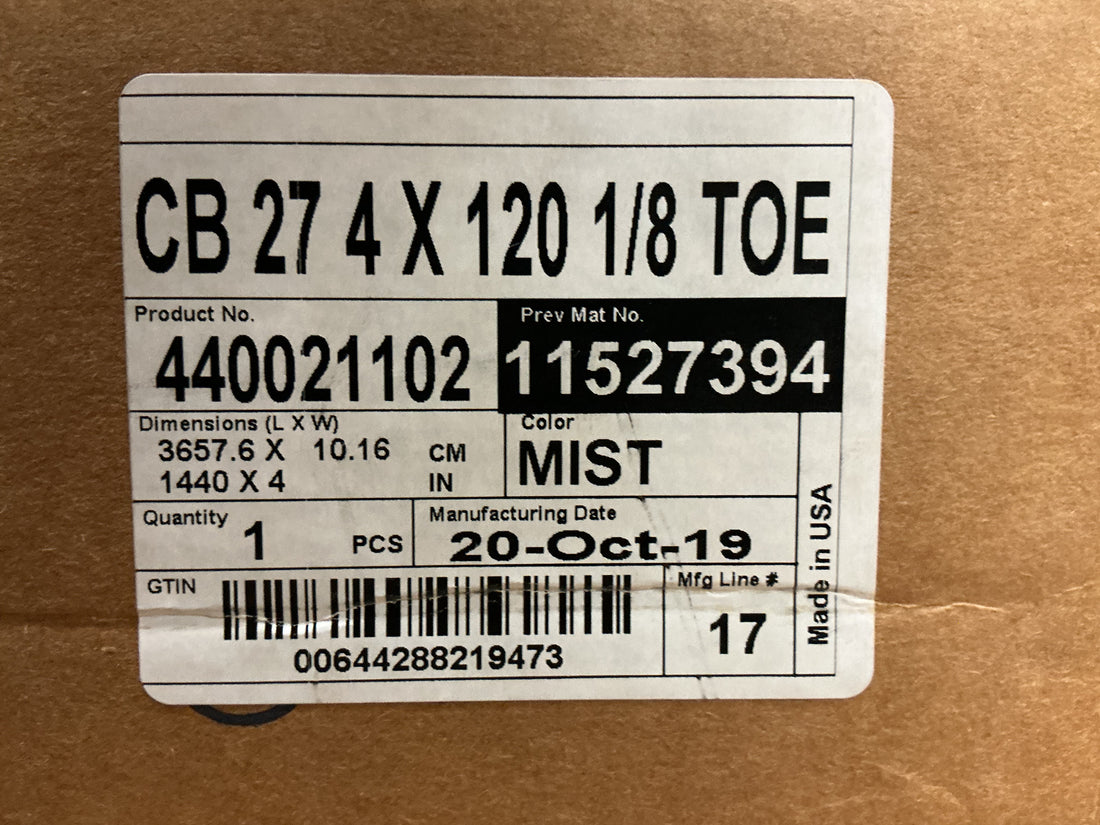 CB 27 4 X 120 1/8 TOE
Product No.
440021102
Prev Mat No.
11527394
Dimensions (L X W)
3657.6 X 10.16 CM
1440 X 4 IN
Color
MIST
Quantity
1 PCS
Manufacturing Date
20-Oct-19
GTIN
00644288219473
Mfg Line #
17
Made in USA